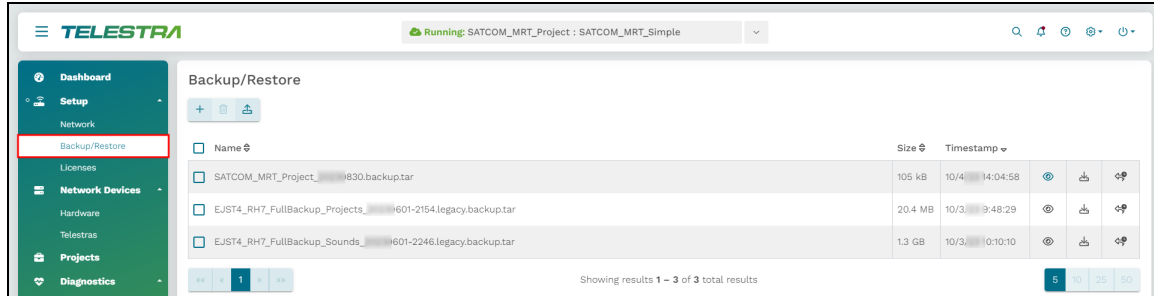 TELESTRA
Running: SATCOM_MRT_Project : SATCOM_MRT_Simple
Dashboard
Setup
Network
Backup/Restore
Licenses
Network Devices
Hardware
Telestras
Projects
Diagnostics
Backup/Restore
Name Size Timestamp
SATCOM_MRT_Project_ 830.backup.tar 105 kB 10/4 14:04:58
EJST4_RH7_FullBackup_Projects_ 601-2154.legacy.backup.tar 20.4 MB 10/3/ 9:48:29
EJST4_RH7_FullBackup_Sounds_ 601-2246.legacy.backup.tar 1.3 GB 10/3/ 0:10:10
<< < 1 > >> Showing results 1 – 3 of 3 total results 5 10 25 50